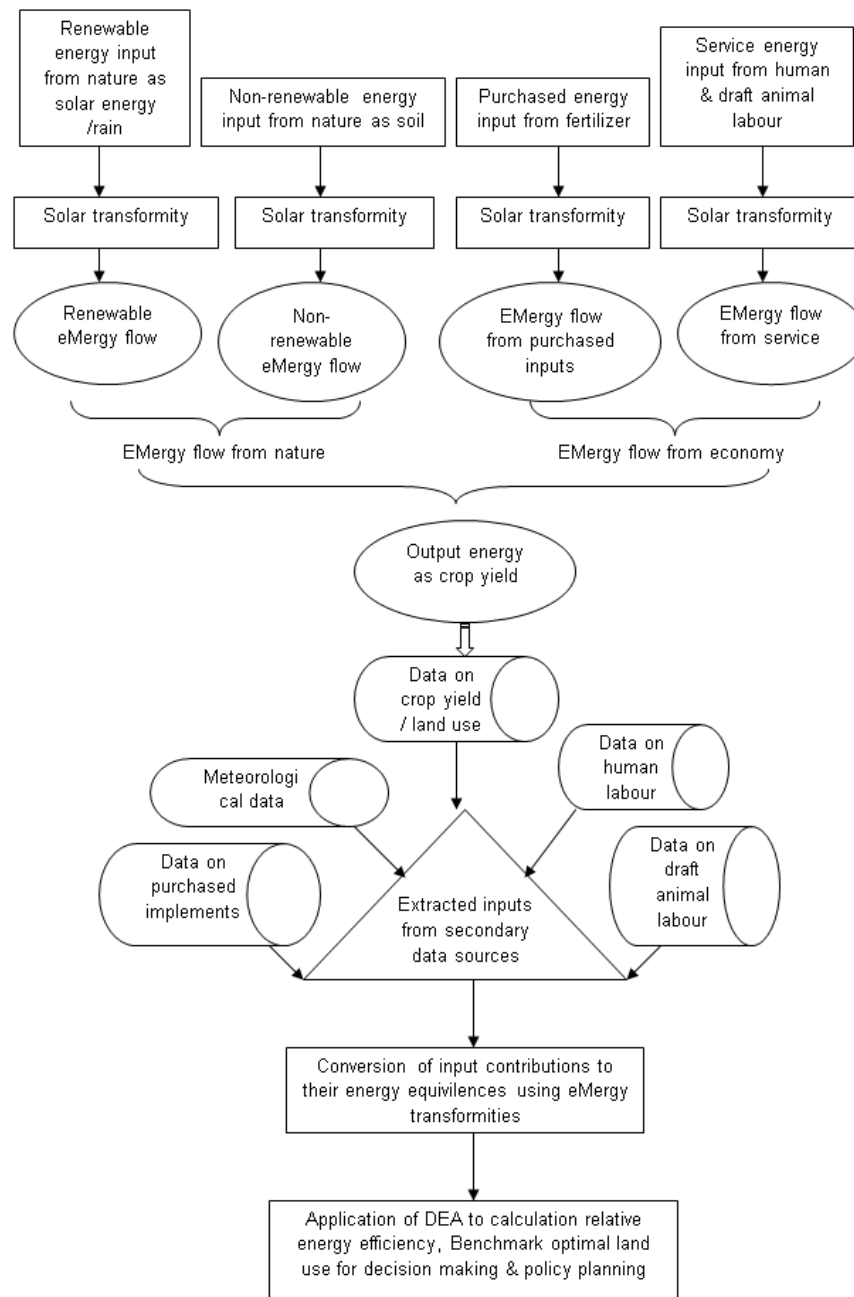 Renewable
energy input
from nature as
solar energy
/rain
Non-renewable energy
input from nature as soil
Purchased energy
input from fertilizer
Service energy
input from human
& draft animal
labour
Solar transformity
Solar transformity
Solar transformity
Solar transformity
Renewable
eMergy flow
Non-
renewable
eMergy flow
EMergy flow
from purchased
inputs
EMergy flow
from service
EMergy flow from nature
EMergy flow from economy
Output energy
as crop yield
Data on
crop yield
/ land use
Meteorologi
cal data
Data on
human
labour
Data on
purchased
implements
Data on
draft
animal
labour
Extracted inputs
from secondary
data sources
Conversion of input contributions to
their energy equivilences using eMergy
transformities
Application of DEA to calculation relative
energy efficiency, Benchmark optimal land
use for decision making & policy planning